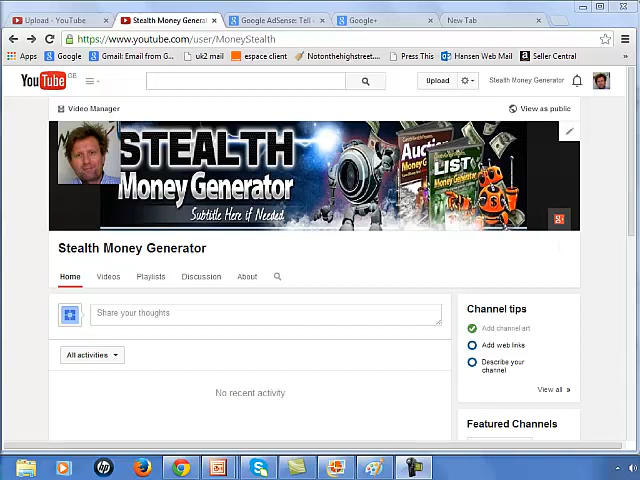 Upload - YouTube
Stealth Money Generato
Google AdSense: Tell
Google+
New Tab
https://www.youtube.com/user/MoneyStealth
Apps
Google
Gmail: Email from G...
uk2 mail
espace client
Notonthehighstreet...
Press This
Hansen Web Mail
Seller Central
YouTube GB
Upload
Stealth Money Generator
Video Manager
View as public
STEALTH
Money Generator
Subtitle Here if Needed
LIST
Stealth Money Generator
Home
Videos
Playlists
Discussion
About
Share your thoughts
All activities
No recent activity
Channel tips
Add channel art
Add web links
Describe your
channel
View all »
Featured Channels